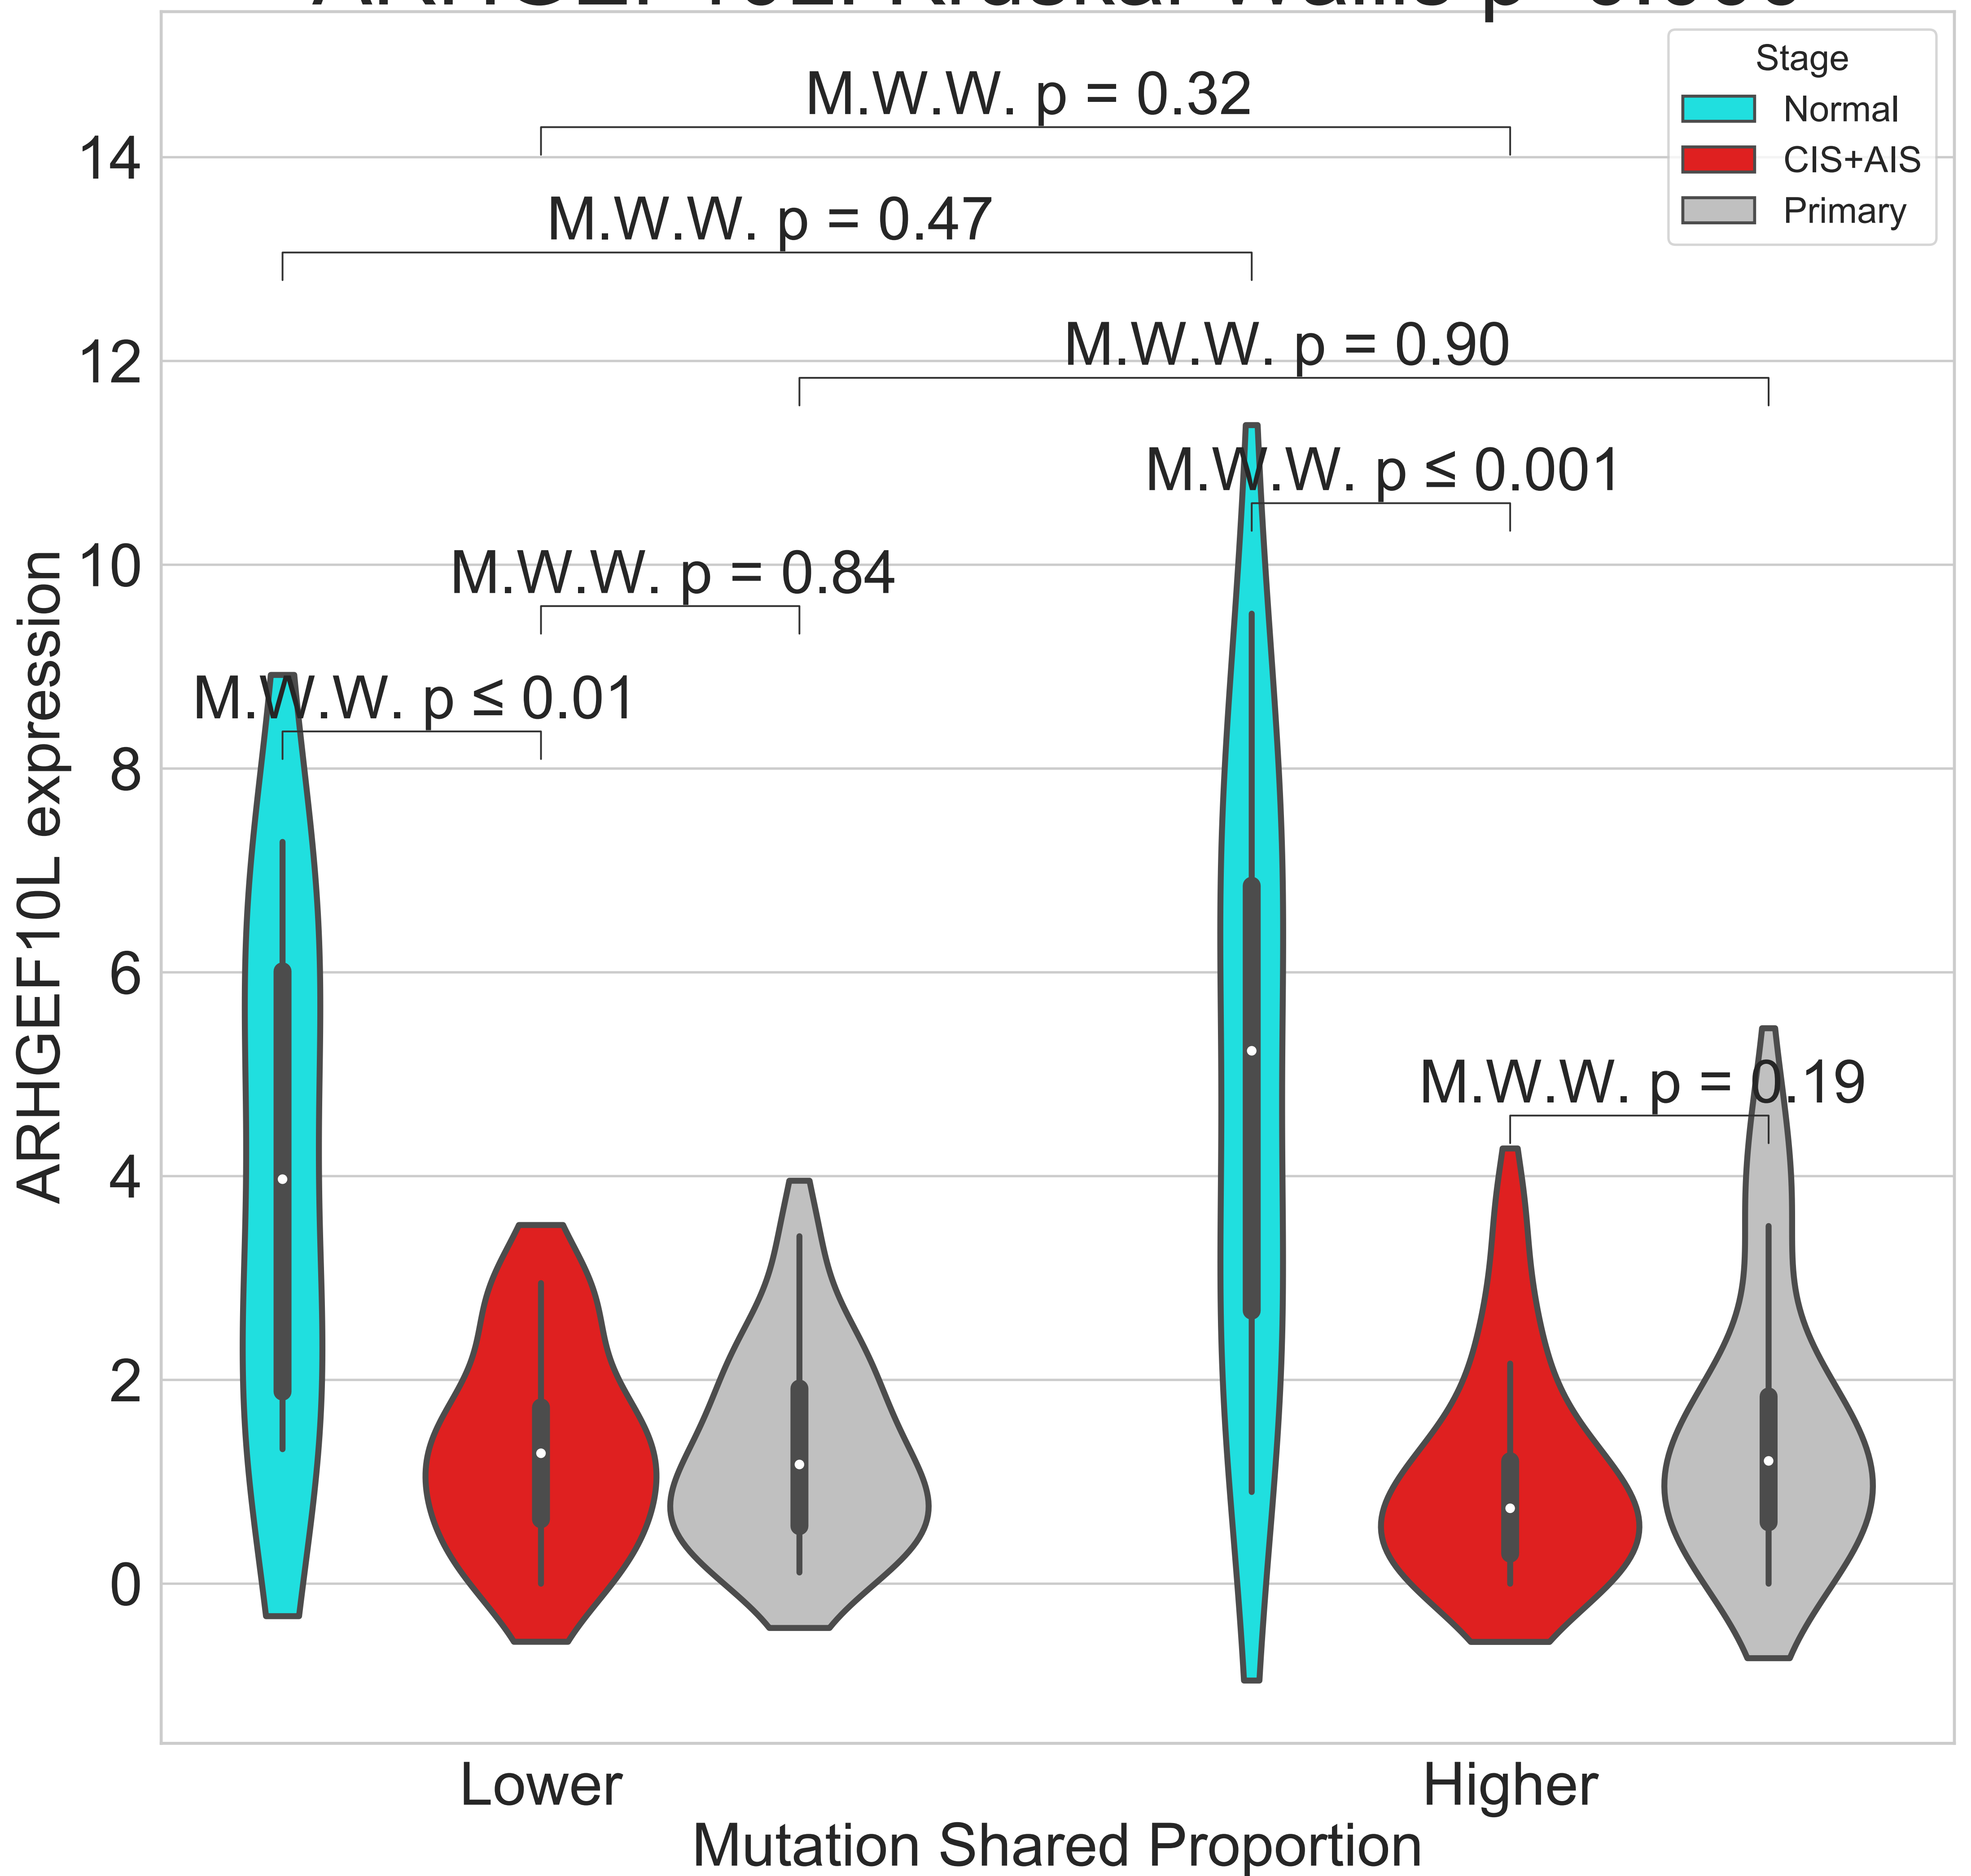 Stage
Normal
CIS+AIS
Primary
M.W.W. p = 0.32
M.W.W. p = 0.47
M.W.W. p = 0.90
M.W.W. p ≤ 0.001
M.W.W. p = 0.84
M.W.W. p ≤ 0.01
M.W.W. p = 0.19
14
12
10
8
6
4
2
0
ARHGEF10L expression
Lower
Higher
Mutation Shared Proportion